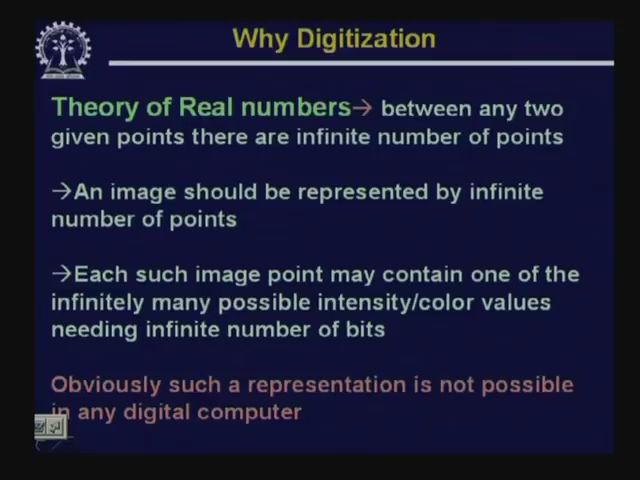 Why Digitization
Theory of Real numbers→ between any two
given points there are infinite number of points
→An image should be represented by infinite
number of points
→Each such image point may contain one of the
infinitely many possible intensity/color values
needing infinite number of bits
Obviously such a representation is not possible
in any digital computer